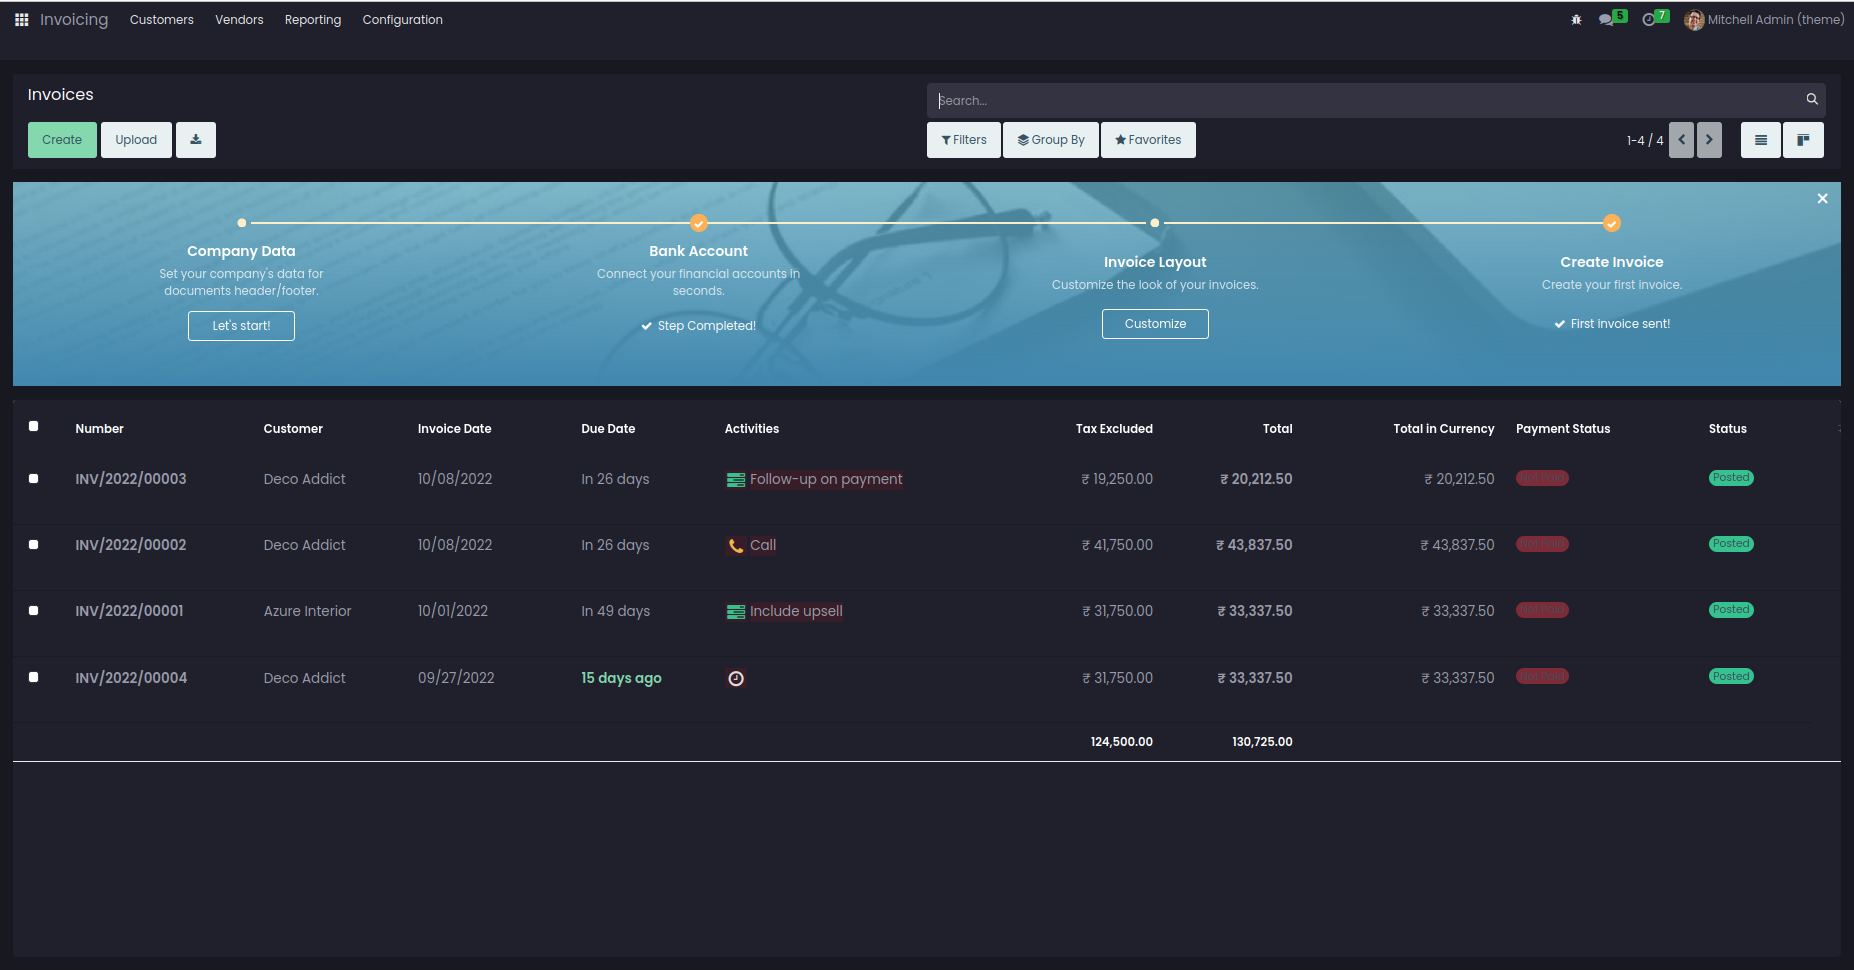 Invoicing Customers Vendors Reporting Configuration 5 7 Mitchell Admin (theme)
Invoices
Search...
Create Upload Filters Group By Favorites 1-4 / 4
Company Data
Set your company's data for
documents header/footer.
Let's start!
Bank Account
Connect your financial accounts in
seconds.
Step Completed!
Invoice Layout
Customize the look of your invoices.
Customize
Create Invoice
Create your first invoice.
First invoice sent!
Number Customer Invoice Date Due Date Activities Tax Excluded Total Total in Currency Payment Status Status
INV/2022/00003 Deco Addict 10/08/2022 In 26 days Follow-up on payment ₹ 19,250.00 ₹ 20,212.50 ₹ 20,212.50 Not Paid Posted
INV/2022/00002 Deco Addict 10/08/2022 In 26 days Call ₹ 41,750.00 ₹ 43,837.50 ₹ 43,837.50 Not Paid Posted
INV/2022/00001 Azure Interior 10/01/2022 In 49 days Include upsell ₹ 31,750.00 ₹ 33,337.50 ₹ 33,337.50 Not Paid Posted
INV/2022/00004 Deco Addict 09/27/2022 15 days ago ₹ 31,750.00 ₹ 33,337.50 ₹ 33,337.50 Not Paid Posted
124,500.00 130,725.00